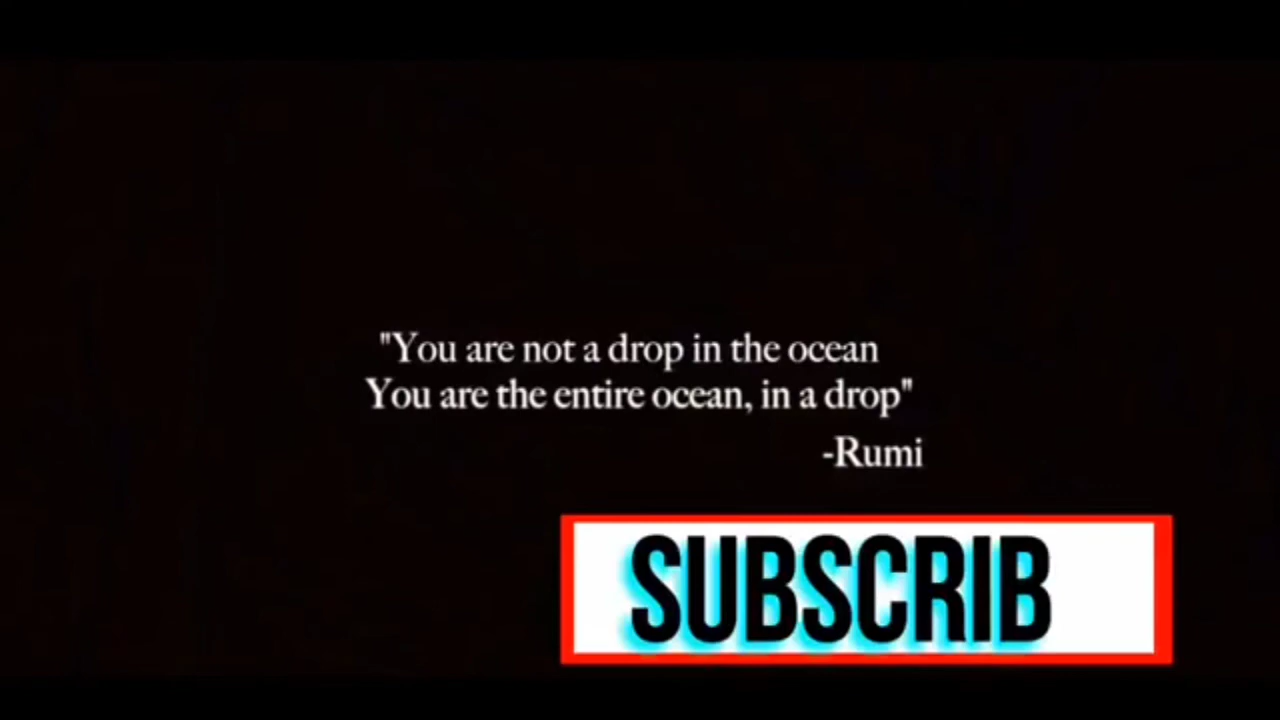 "You are not a drop in the ocean
You are the entire ocean, in a drop"
-Rumi
SUBSCRIB